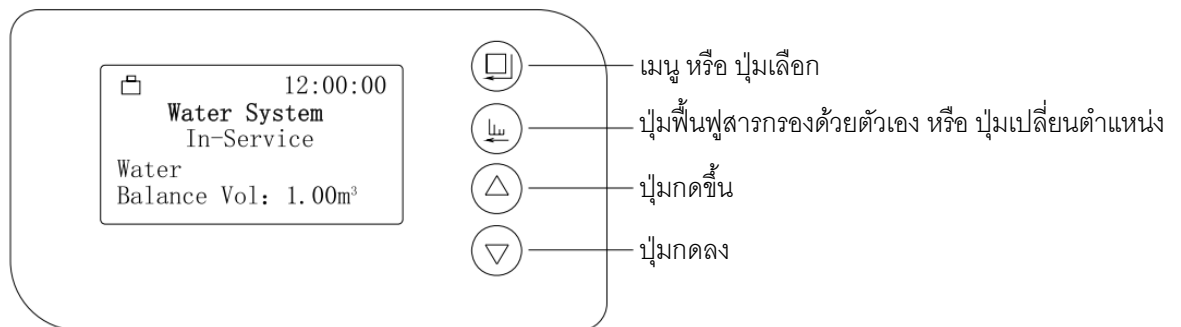 12:00:00
Water System
In-Service
Water
Balance Vol: 1.00m³
เมนู หรือ ปุ่มเลือก
ปุ่มฟื้นฟูสารกรองด้วยตัวเอง หรือ ปุ่มเปลี่ยนตำแหน่ง
ปุ่มกดขึ้น
ปุ่มกดลง